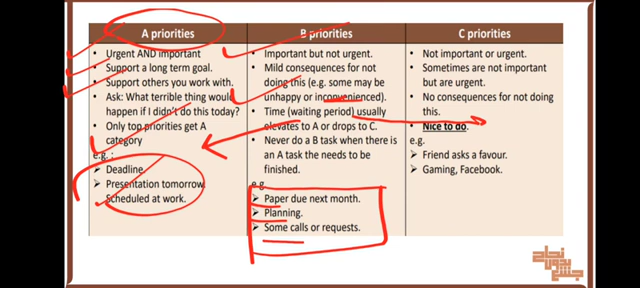 A priorities
Urgent AND important
Support a long term goal.
Support others you work with.
Ask: What terrible thing would
happen if I didn't do this today?
Only top priorities get A
category
e.g. :
Deadline.
Presentation tomorrow.
Scheduled at work.
B priorities
Important but not urgent.
Mild consequences for not
doing this (e.g. some may be
unhappy or inconvenienced).
Time (waiting period) usually
elevates to A or drops to C.
Never do a B task when there is
an A task the needs to be
finished.
e.g.
Paper due next month.
Planning.
Some calls or requests.
C priorities
Not important or urgent.
Sometimes are not important
but are urgent.
No consequences for not doing
this.
Nice to do.
e.g.
Friend asks a favour.
Gaming, Facebook.